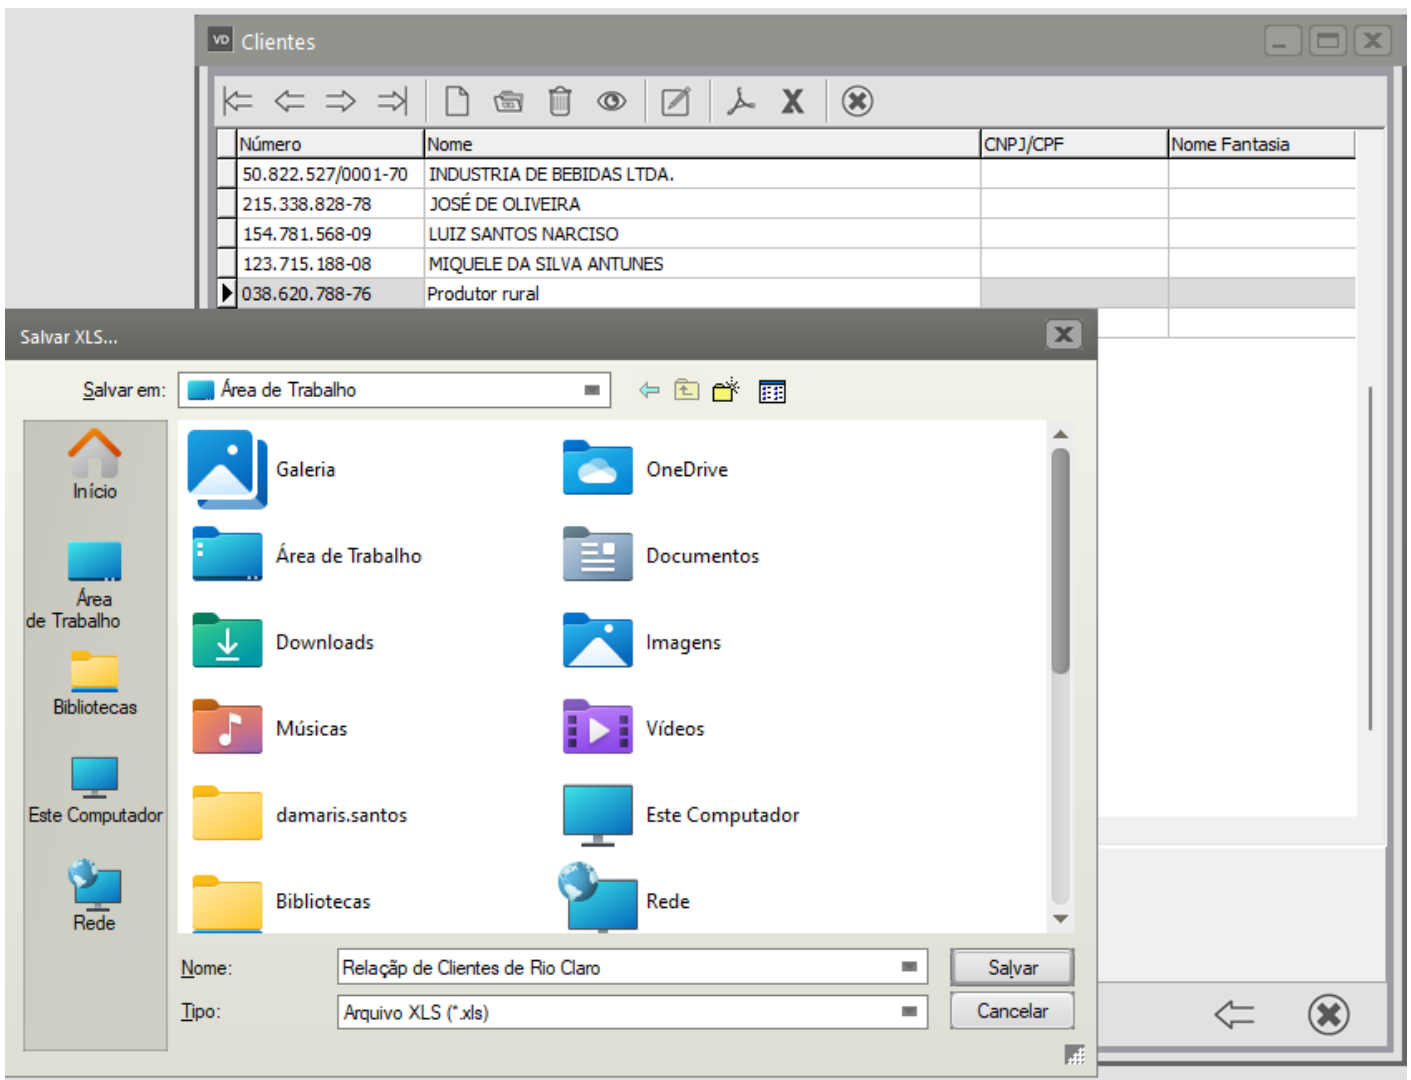 VD Clientes
X
Número Nome CNPJ/CPF Nome Fantasia
50.822.527/0001-70 INDUSTRIA DE BEBIDAS LTDA.
215.338.828-78 JOSÉ DE OLIVEIRA
154.781.568-09 LUIZ SANTOS NARCISO
123.715.188-08 MIQUELE DA SILVA ANTUNES
038.620.788-76 Produtor rural
Salvar XLS...
Salvar em: Área de Trabalho
Início
Área
de Trabalho
Bibliotecas
Este Computador
Rede
Galeria OneDrive
Área de Trabalho Documentos
Downloads Imagens
Músicas Vídeos
damaris.santos Este Computador
Bibliotecas Rede
Nome: Relaçãp de Clientes de Rio Claro Salvar
Tipo: Arquivo XLS (*.xls) Cancelar